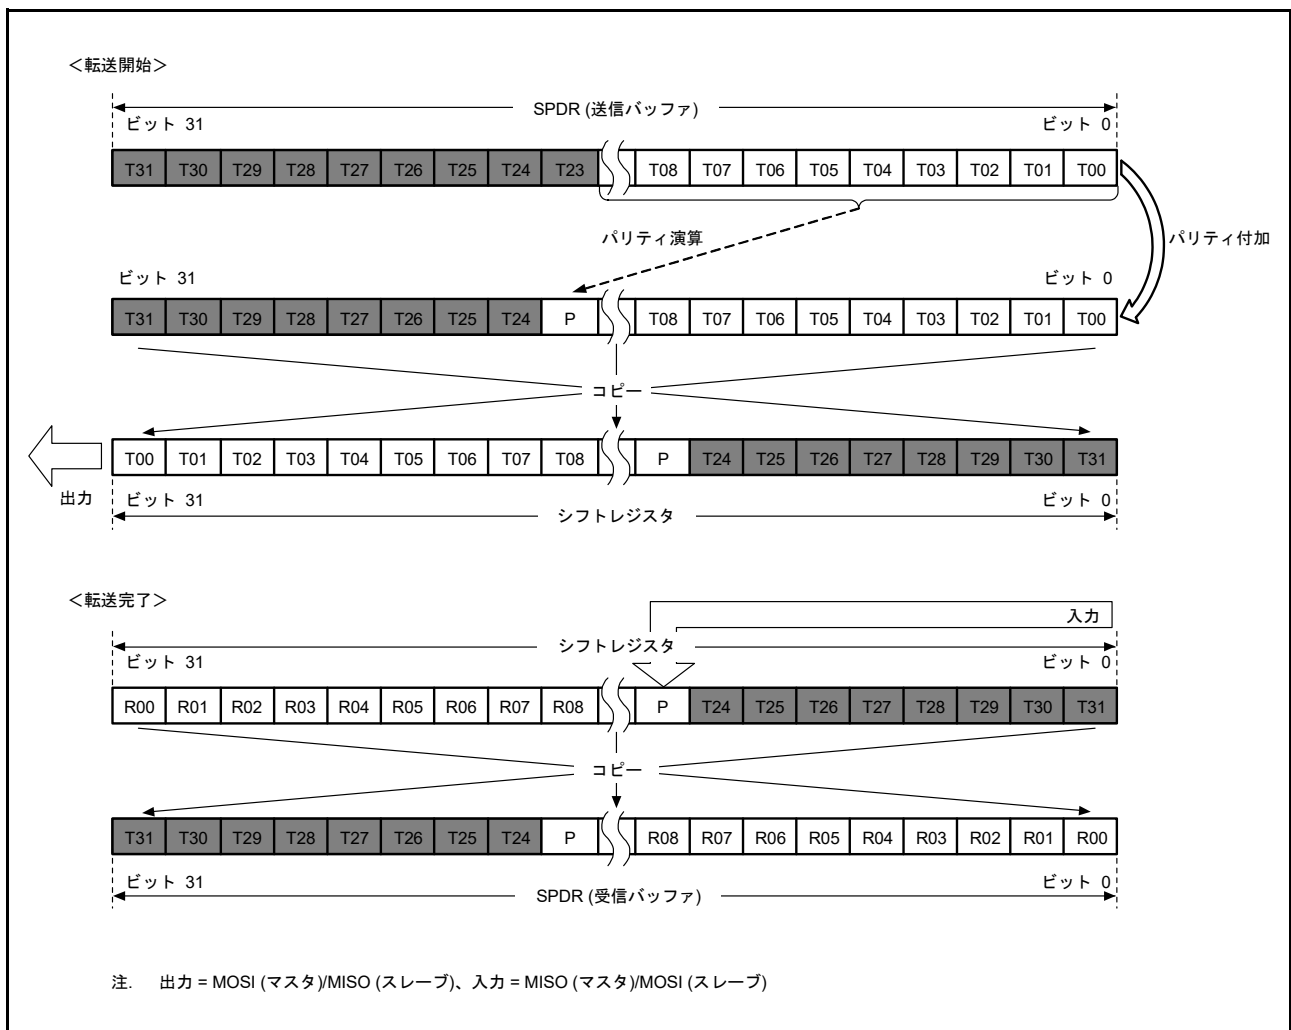 ＜転送開始＞
SPDR (送信バッファ)
ビット 31 ビット 0
T31 T30 T29 T28 T27 T26 T25 T24 T23 T08 T07 T06 T05 T04 T03 T02 T01 T00
パリティ演算 パリティ付加
ビット 31 ビット 0
T31 T30 T29 T28 T27 T26 T25 T24 P T08 T07 T06 T05 T04 T03 T02 T01 T00
コピー
T00 T01 T02 T03 T04 T05 T06 T07 T08 P T24 T25 T26 T27 T28 T29 T30 T31
出力 ビット 31 ビット 0
シフトレジスタ
＜転送完了＞
入力
シフトレジスタ
ビット 31 ビット 0
R00 R01 R02 R03 R04 R05 R06 R07 R08 P T24 T25 T26 T27 T28 T29 T30 T31
コピー
T31 T30 T29 T28 T27 T26 T25 T24 P R08 R07 R06 R05 R04 R03 R02 R01 R00
ビット 31 ビット 0
SPDR (受信バッファ)
注. 出力 = MOSI (マスタ)/MISO (スレーブ)、入力 = MISO (マスタ)/MOSI (スレーブ)